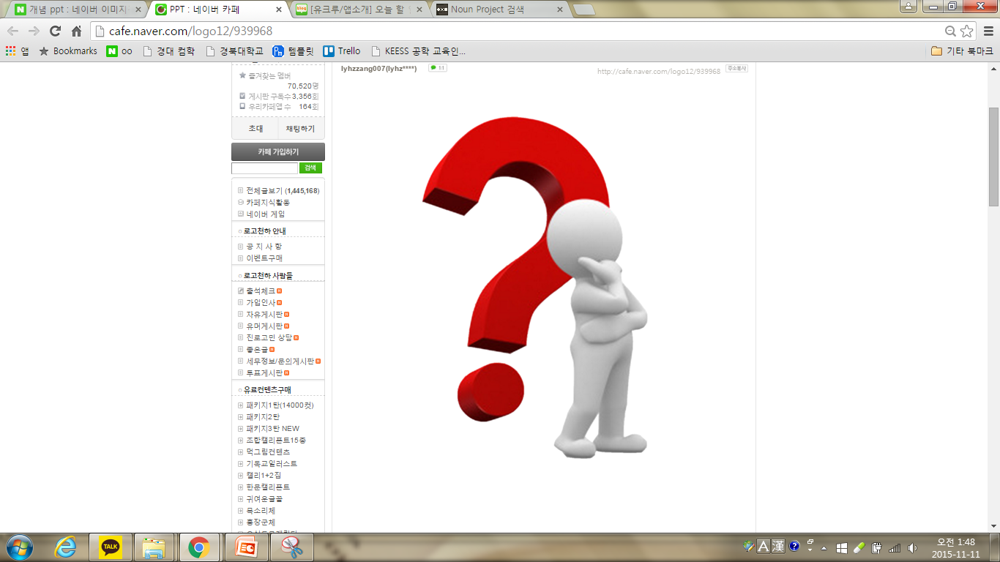 개념 ppt : 네이버 이미지
PPT : 네이버 카페
[유크루/앱소개] 오늘 할
Noun Project 검색
cafe.naver.com/logo12/939968
앱
Bookmarks
oo
경대 컴학
경북대학교
템플릿
Trello
KEESS 공학 교육인...
기타 북마크
즐겨찾는 멤버
70,520명
게시판 구독수 3,356회
우리카페앱 수 164회
초대 채팅하기
카페 가입하기
검색
전체글보기 (1,445,168)
카페지식활동
네이버 게임
로고천하 안내
공 지 사 항
이벤트구매
로고천하 사람들
출석체크
가입인사
자유게시판
유머게시판
진로고민 상담
좋은글
세무정보/문의게시판
투표게시판
유료컨텐츠구매
패키지1탄(14000컷)
패키지2탄
패키지3탄 NEW
조합캘리폰트15종
먹그림컨텐츠
기독교일러스트
캘리1+2집
한문캘리폰트
귀여운글꼴
목소리체
홍장군체
lyhzzang007(lyhz****)
1:1
http://cafe.naver.com/logo12/939968
주소복사
TALK
A 漢
오전 1:48
2015-11-11